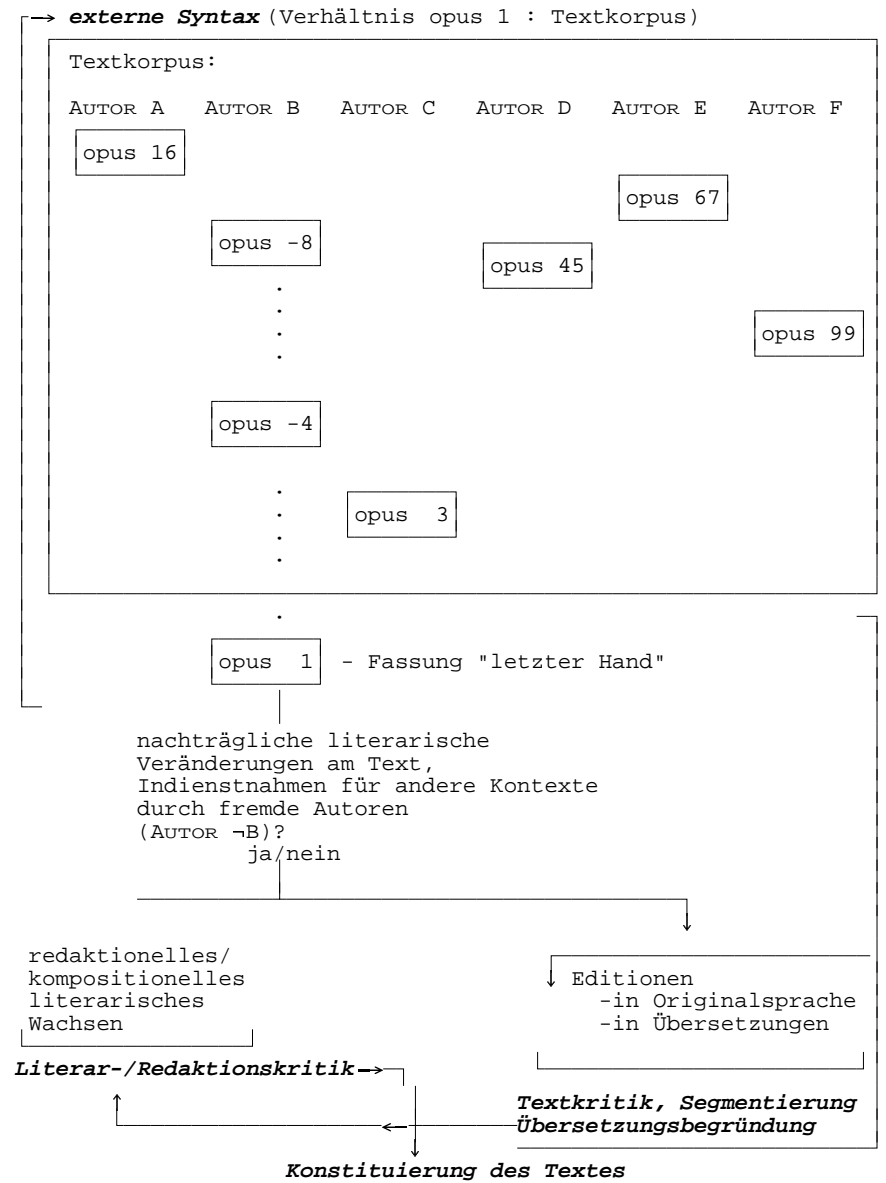 externe Syntax (Verhältnis opus 1 : Textkorpus)
Textkorpus:
AUTOR A AUTOR B AUTOR C AUTOR D AUTOR E AUTOR F
opus 16
opus 67
opus -8
opus 45
opus 99
opus -4
opus 3
opus 1 - Fassung "letzter Hand"
nachträgliche literarische
Veränderungen am Text,
Indienstnahmen für andere Kontexte
durch fremde Autoren
(AUTOR ¬B)?
ja/nein
redaktionelles/
kompositionelles
literarisches
Wachsen
Editionen
-in Originalsprache
-in Übersetzungen
Literar-/Redaktionskritik
Textkritik, Segmentierung
Übersetzungsbegründung
Konstituierung des Textes